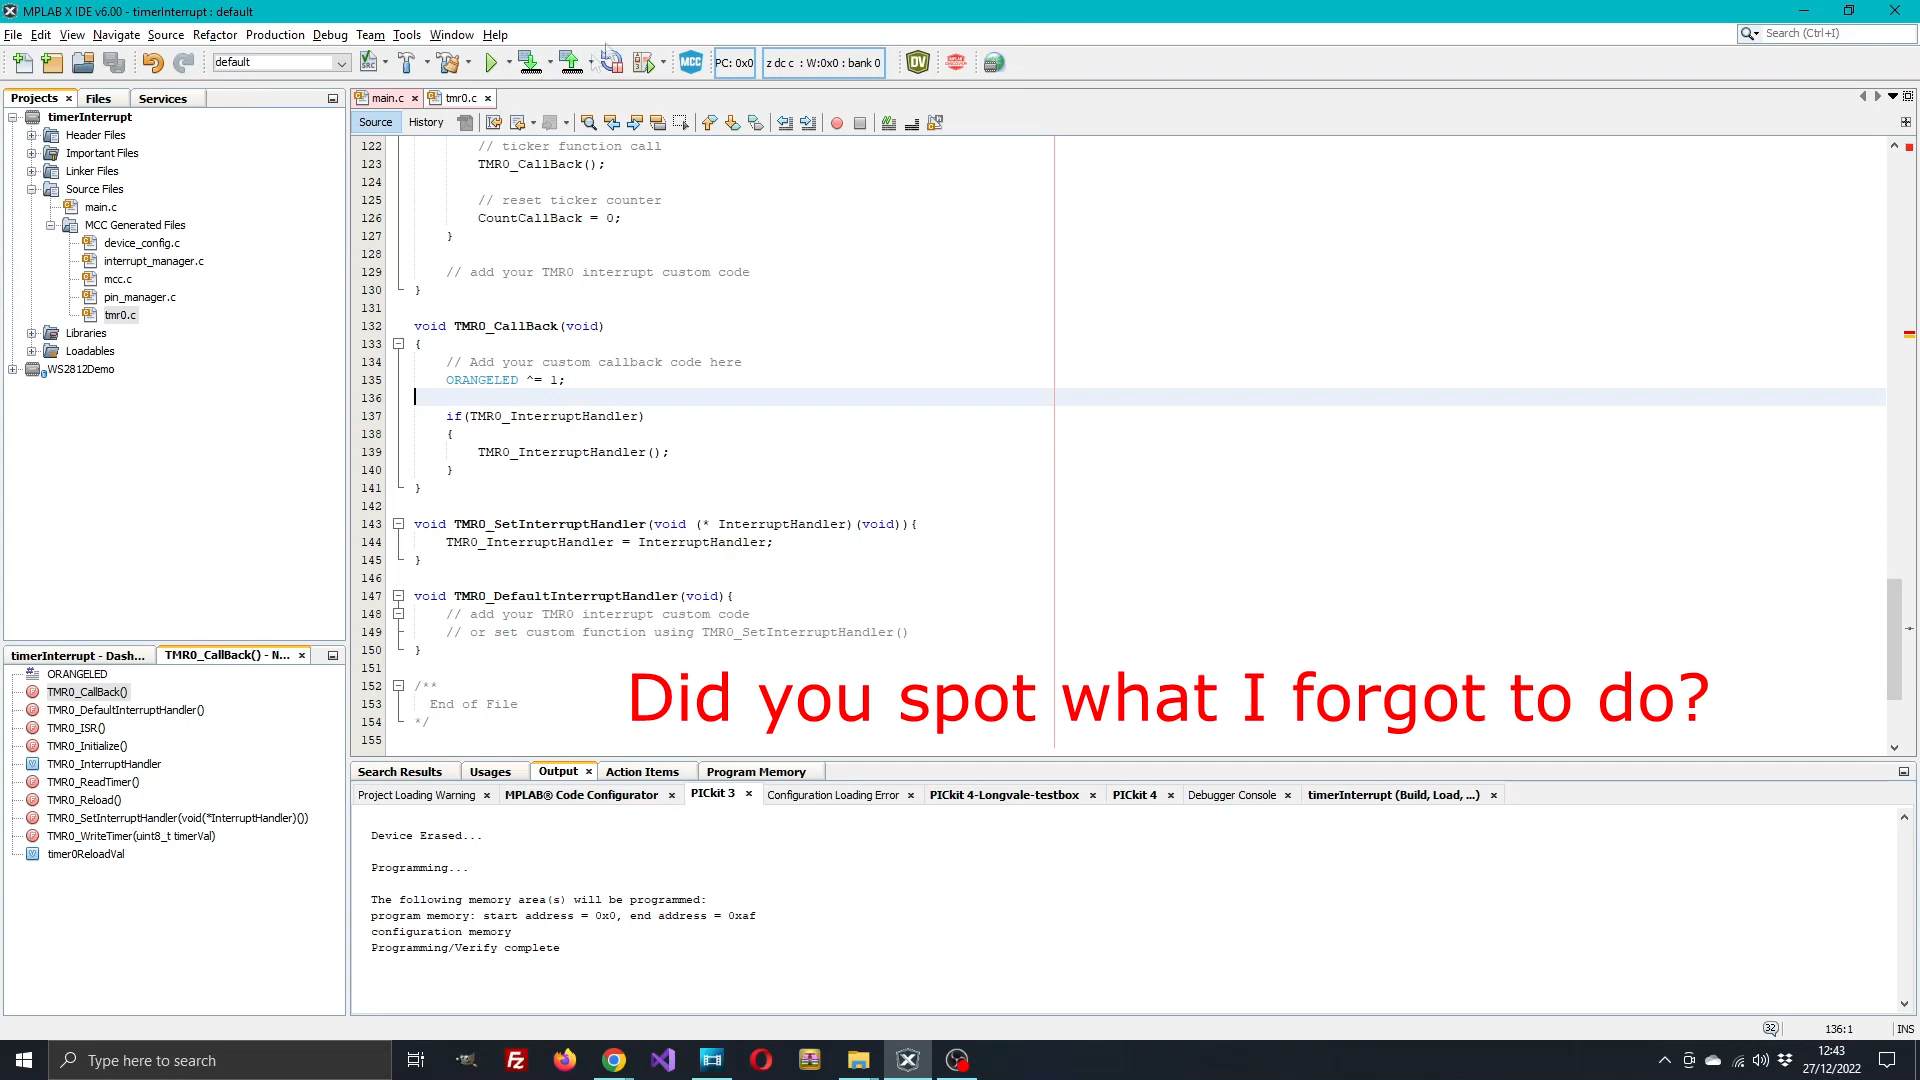 MPLAB X IDE v6.00 - timerInterrupt : default
File Edit View Navigate Source Refactor Production Debug Team Tools Window Help
Search (Ctrl+I)
default
SRC
MCC
PC: 0x0
z dc c : W:0x0 : bank 0
DV
Projects
Files
Services
main.c
tmr0.c
Source
History
timerInterrupt
Header Files
Important Files
Linker Files
Source Files
main.c
MCC Generated Files
device_config.c
interrupt_manager.c
mcc.c
pin_manager.c
tmr0.c
Libraries
Loadables
WS2812Demo
122 // ticker function call
123 TMR0_CallBack();
124
125 // reset ticker counter
126 CountCallBack = 0;
127 }
128
129 // add your TMR0 interrupt custom code
130 }
131
132 void TMR0_CallBack(void)
133 {
134 // Add your custom callback code here
135 ORANGELED ^= 1;
136
137 if(TMR0_InterruptHandler)
138 {
139 TMR0_InterruptHandler();
140 }
141 }
142
143 void TMR0_SetInterruptHandler(void (* InterruptHandler)(void)){
144 TMR0_InterruptHandler = InterruptHandler;
145 }
146
147 void TMR0_DefaultInterruptHandler(void){
148 // add your TMR0 interrupt custom code
149 // or set custom function using TMR0_SetInterruptHandler()
150 }
151
152 /**
153 End of File
154 */
155
Did you spot what I forgot to do?
timerInterrupt - Dash...
TMR0_CallBack() - N...
ORANGELED
TMR0_CallBack()
TMR0_DefaultInterruptHandler()
TMR0_ISR()
TMR0_Initialize()
TMR0_InterruptHandler
TMR0_ReadTimer()
TMR0_Reload()
TMR0_SetInterruptHandler(void(*InterruptHandler)())
TMR0_WriteTimer(uint8_t timerVal)
timer0ReloadVal
Search Results
Usages
Output
Action Items
Program Memory
Project Loading Warning
MPLAB® Code Configurator
PICkit 3
Configuration Loading Error
PICkit 4-Longvale-testbox
PICkit 4
Debugger Console
timerInterrupt (Build, Load, ...)
Device Erased...
Programming...
The following memory area(s) will be programmed:
program memory: start address = 0x0, end address = 0xaf
configuration memory
Programming/Verify complete
32
136:1
INS
Type here to search
12:43
27/12/2022